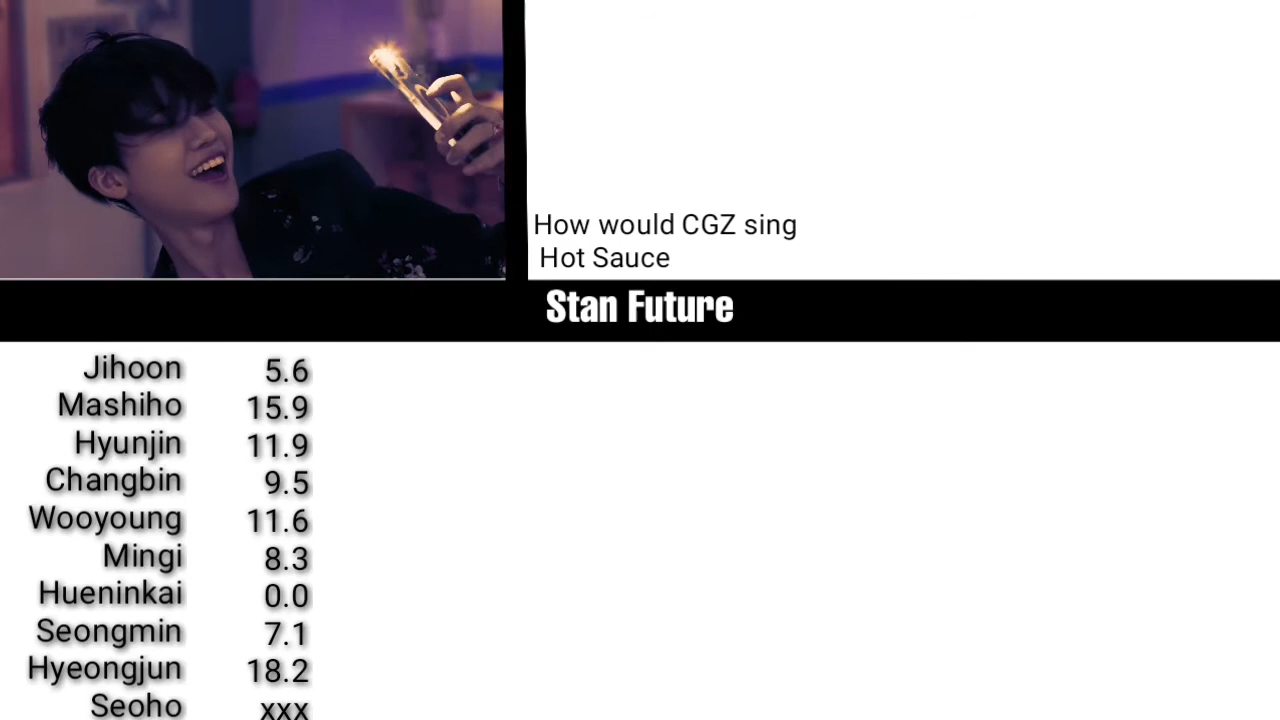 How would CGZ sing
Hot Sauce
Stan Future
Jihoon 5.6
Mashiho 15.9
Hyunjin 11.9
Changbin 9.5
Wooyoung 11.6
Mingi 8.3
Hueninkai 0.0
Seongmin 7.1
Hyeongjun 18.2
Seoho xxx